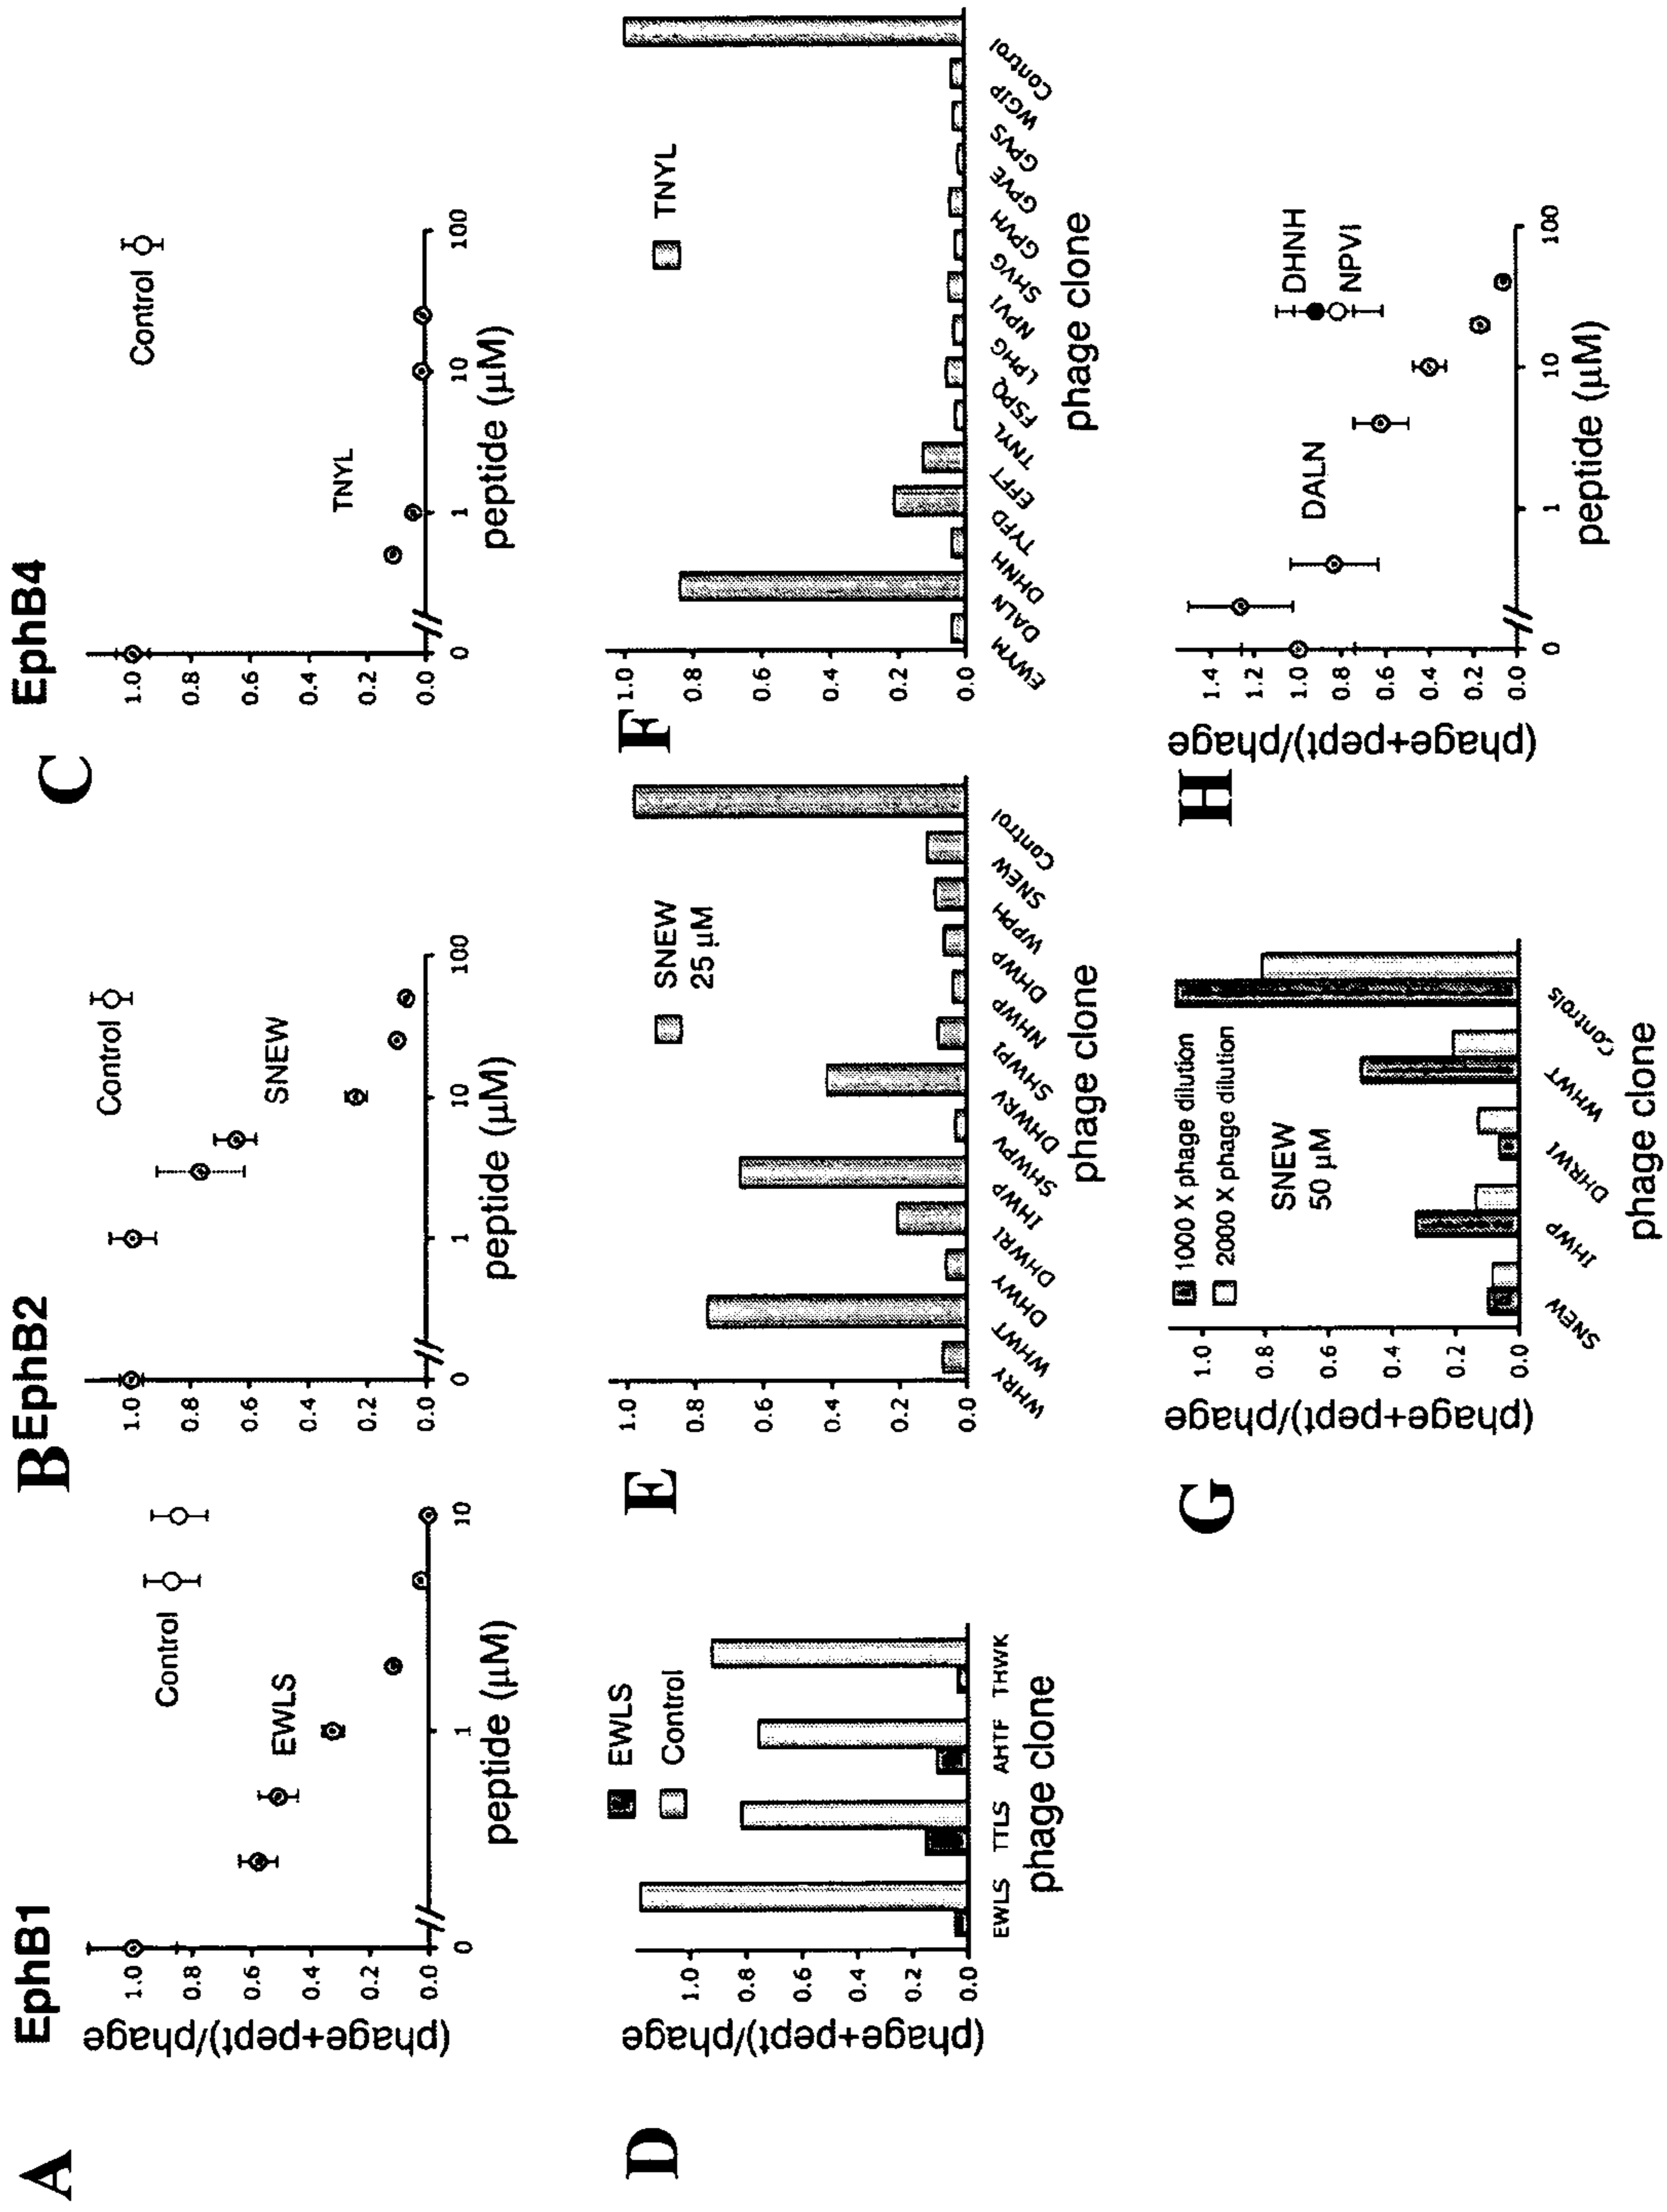 A
EphB1
(phage+pept)/phage
1.0
0.8
0.6
0.4
0.2
0.0
Control
EWLS
0
1
10
peptide (µM)
B
EphB2
1.0
0.8
0.6
0.4
0.2
0.0
Control
SNEW
0
1
10
100
peptide (µM)
C
EphB4
1.0
0.8
0.6
0.4
0.2
0.0
Control
TNYL
0
1
10
100
peptide (µM)
D
(phage+pept)/phage
1.0
0.8
0.6
0.4
0.2
0.0
EWLS
Control
EWLS
TTLS
AHTF
THWK
phage clone
E
1.0
0.8
0.6
0.4
0.2
0.0
SNEW
25 µM
WHRY
WHWT
DHWY
DHWRI
IHWP
SHWPV
DHWRV
SHWPI
NHWP
DHWP
WPPH
SNEW
Control
phage clone
F
1.0
0.8
0.6
0.4
0.2
0.0
TNYL
EWYM
DALN
DHNH
TYFD
EFFT
TNYL
FSPQ
LPHG
NPVI
SHVG
GPVH
GPVE
GPVS
WGIP
Control
phage clone
G
(phage+pept)/phage
1.0
0.8
0.6
0.4
0.2
0.0
1000 X phage dilution
2000 X phage dilution
SNEW
50 µM
SNEW
IHWP
DHRWI
WHWT
Controls
phage clone
H
(phage+pept)/phage
1.4
1.2
1.0
0.8
0.6
0.4
0.2
0.0
DALN
DHNH
NPVI
0
1
10
100
peptide (µM)